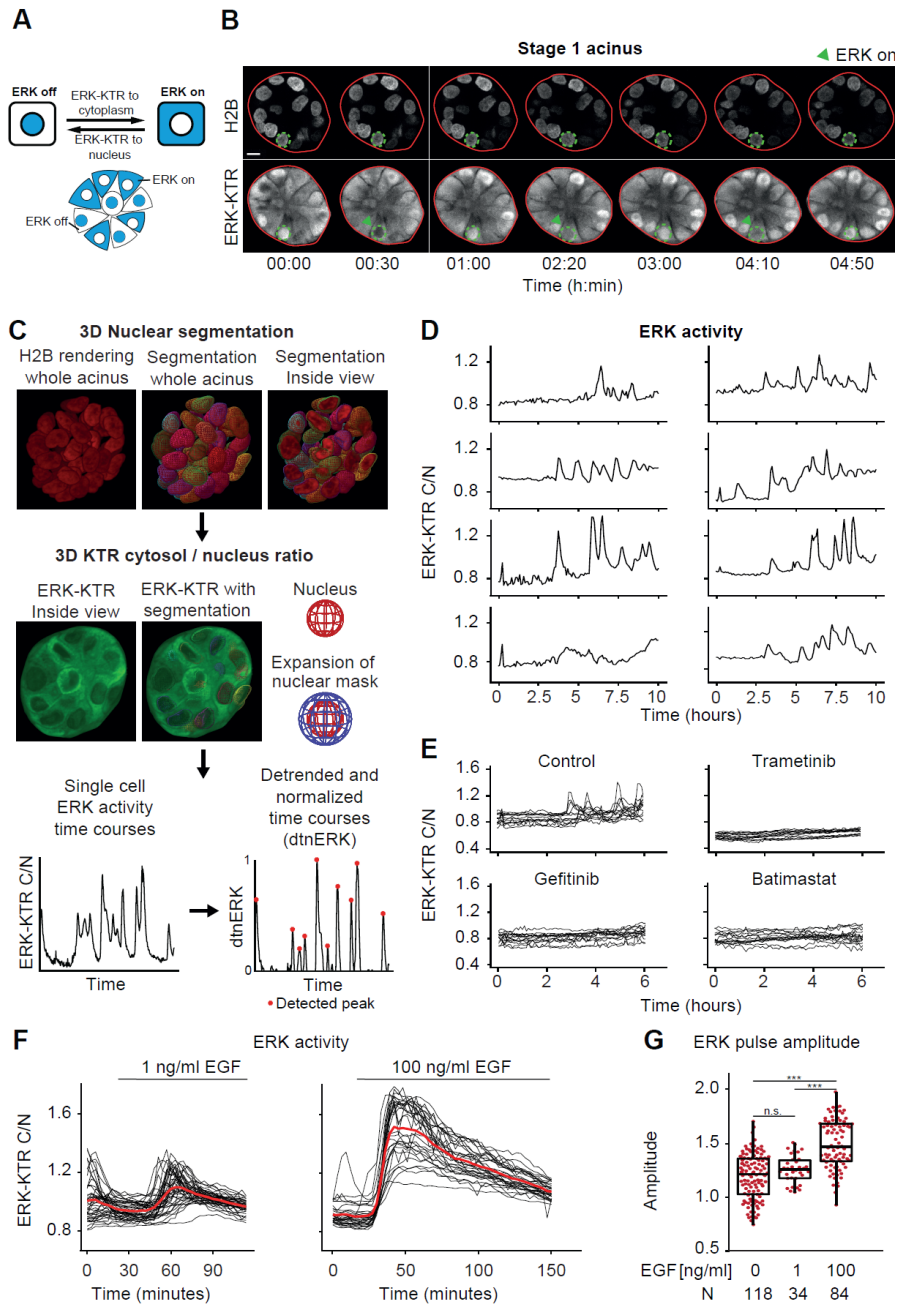 A
ERK off
ERK-KTR to
cytoplasm
ERK on
ERK-KTR to
nucleus
ERK on
ERK off
B
Stage 1 acinus
ERK on
H2B
ERK-KTR
00:00 00:30 01:00 02:20 03:00 04:10 04:50
Time (h:min)
C
3D Nuclear segmentation
H2B rendering
whole acinus
Segmentation
whole acinus
Segmentation
Inside view
3D KTR cytosol / nucleus ratio
ERK-KTR
Inside view
ERK-KTR with
segmentation
Nucleus
Expansion of
nuclear mask
Single cell
ERK activity
time courses
Detrended and
normalized
time courses
(dtnERK)
ERK-KTR C/N
Time
1
dtnERK
0
Time
Detected peak
D
ERK activity
ERK-KTR C/N
1.2
0.8
1.2
0.8
1.2
0.8
1.2
0.8
0 2.5 5 7.5 10
0 2.5 5 7.5 10
Time (hours)
E
ERK-KTR C/N
Control
Trametinib
1.6
1.2
0.8
0.4
Gefitinib
Batimastat
1.6
1.2
0.8
0.4
0 2 4 6
0 2 4 6
Time (hours)
F
ERK activity
1 ng/ml EGF
100 ng/ml EGF
ERK-KTR C/N
1.6
1.2
0.8
0 30 60 90
Time (minutes)
0 50 100 150
Time (minutes)
G
ERK pulse amplitude
***
***
n.s.
Amplitude
2.0
1.5
1.0
0.5
EGF[ng/ml] 0 1 100
N 118 34 84